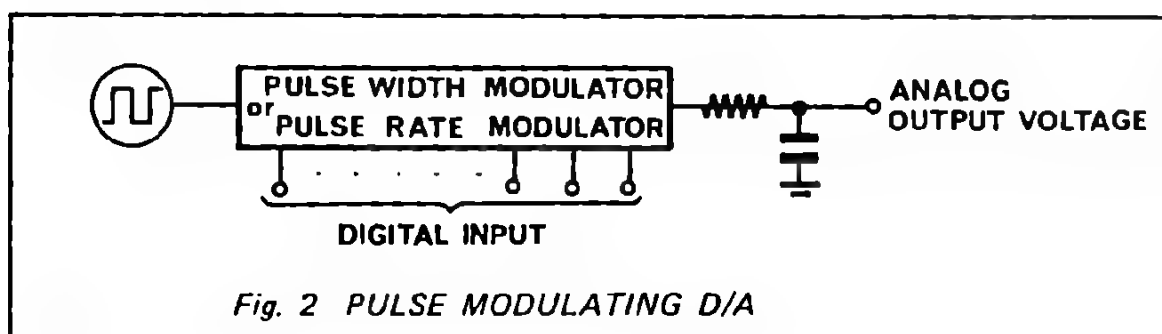 PULSE WIDTH MODULATOR
or
PULSE RATE MODULATOR
ANALOG
OUTPUT VOLTAGE
DIGITAL INPUT
Fig. 2 PULSE MODULATING D/A